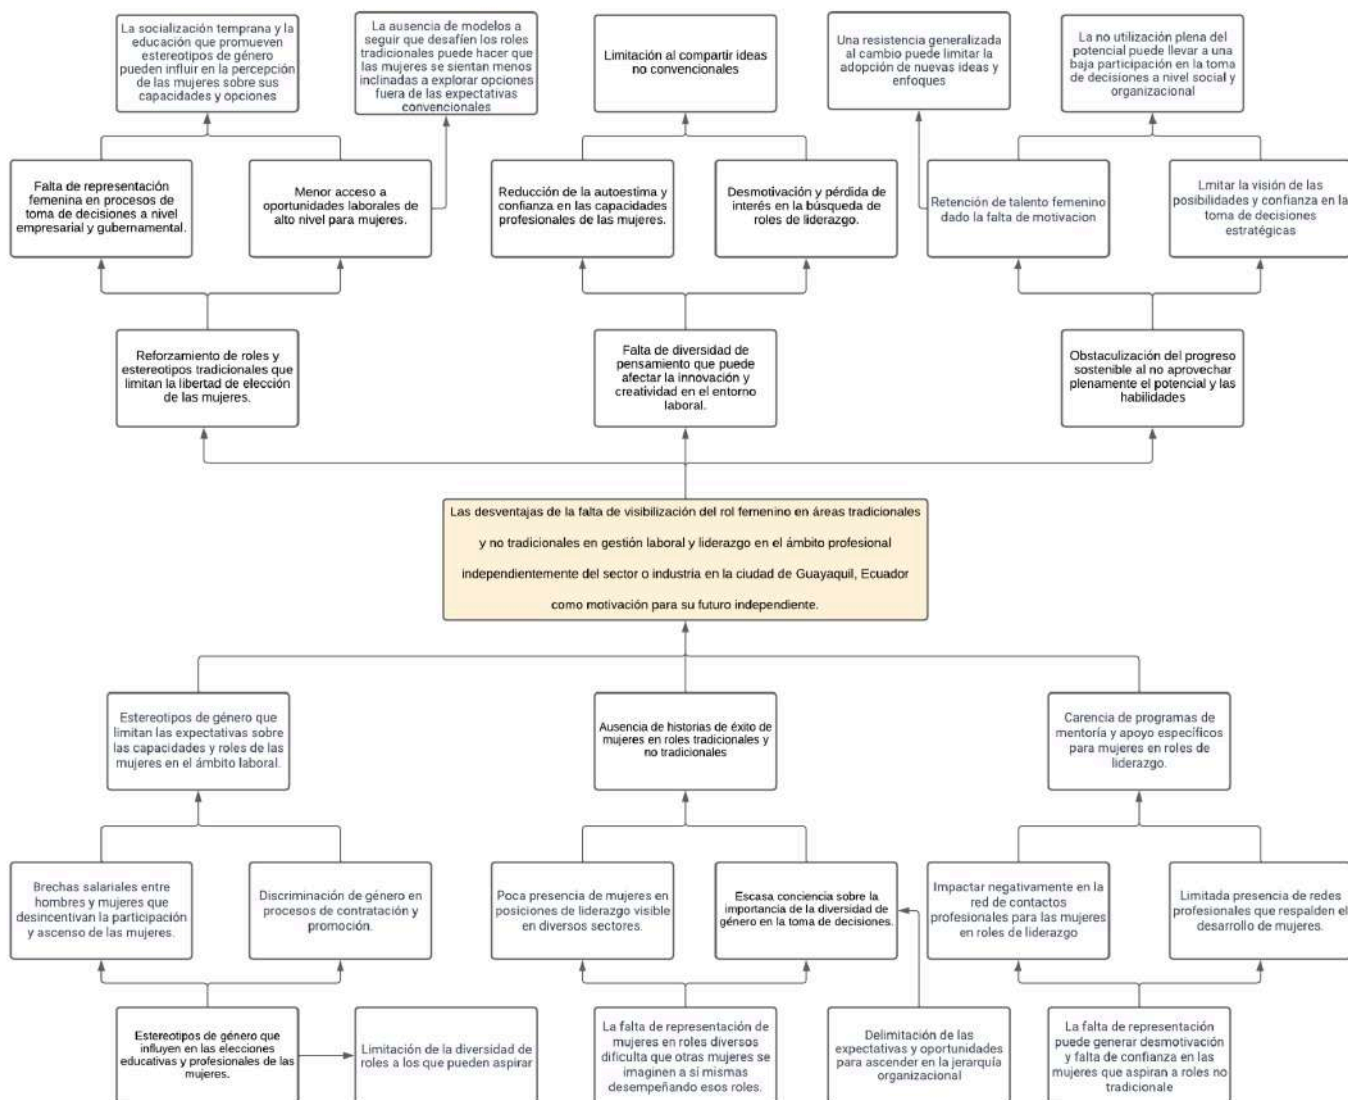 La socialización temprana y la
educación que promueven
estereotipos de género
pueden influir en la percepción
de las mujeres sobre sus
capacidades y opciones
La ausencia de modelos a
seguir que desafíen los roles
tradicionales puede hacer que
las mujeres se sientan menos
inclinadas a explorar opciones
fuera de las expectativas
convencionales
Limitación al compartir ideas
no convencionales
Una resistencia generalizada
al cambio puede limitar la
adopción de nuevas ideas y
enfoques
La no utilización plena del
potencial puede llevar a una
baja participación en la toma
de decisiones a nivel social y
organizacional
Falta de representación
femenina en procesos de
toma de decisiones a nivel
empresarial y gubernamental.
Menor acceso a
oportunidades laborales de
alto nivel para mujeres.
Reducción de la autoestima y
confianza en las capacidades
profesionales de las mujeres.
Desmotivación y pérdida de
interés en la búsqueda de
roles de liderazgo.
Retención de talento femenino
dado la falta de motivacion
Lmitar la visión de las
posibilidades y confianza en la
toma de decisiones
estratégicas
Reforzamiento de roles y
estereotipos tradicionales que
limitan la libertad de elección
de las mujeres.
Falta de diversidad de
pensamiento que puede
afectar la innovación y
creatividad en el entorno
laboral.
Obstaculización del progreso
sostenible al no aprovechar
plenamente el potencial y las
habilidades
Las desventajas de la falta de visibilización del rol femenino en áreas tradicionales
y no tradicionales en gestión laboral y liderazgo en el ámbito profesional
independientemente del sector o industria en la ciudad de Guayaquil, Ecuador
como motivación para su futuro independiente.
Estereotipos de género que
limitan las expectativas sobre
las capacidades y roles de las
mujeres en el ámbito laboral.
Ausencia de historias de éxito de
mujeres en roles tradicionales y
no tradicionales
Carencia de programas de
mentoría y apoyo específicos
para mujeres en roles de
liderazgo.
Brechas salariales entre
hombres y mujeres que
desincentivan la participación
y ascenso de las mujeres.
Discriminación de género en
procesos de contratación y
promoción.
Poca presencia de mujeres en
posiciones de liderazgo visible
en diversos sectores.
Escasa conciencia sobre la
importancia de la diversidad de
género en la toma de decisiones.
Impactar negativamente en la
red de contactos
profesionales para las mujeres
en roles de liderazgo
Limitada presencia de redes
profesionales que respalden el
desarrollo de mujeres.
Estereotipos de género que
influyen en las elecciones
educativas y profesionales de las
mujeres.
Limitación de la diversidad de
roles a los que pueden aspirar
La falta de representación de
mujeres en roles diversos
dificulta que otras mujeres se
imaginen a sí mismas
desempeñando esos roles.
Delimitación de las
expectativas y oportunidades
para ascender en la jerarquía
organizacional
La falta de representación
puede generar desmotivación
y falta de confianza en las
mujeres que aspiran a roles no
tradicionale